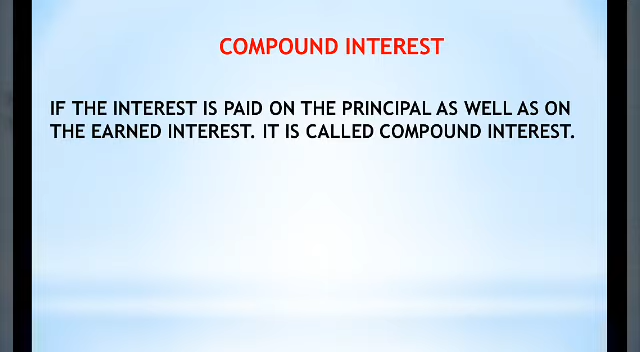 COMPOUND INTEREST
IF THE INTEREST IS PAID ON THE PRINCIPAL AS WELL AS ON
THE EARNED INTEREST. IT IS CALLED COMPOUND INTEREST.